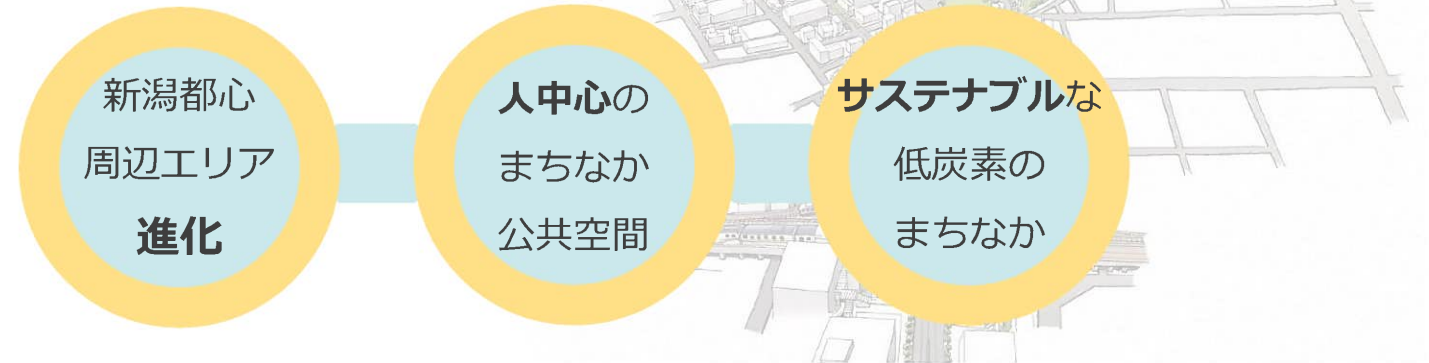 新潟都心
周辺エリア
進化
人中心の
まちなか
公共空間
サステナブルな
低炭素の
まちなか